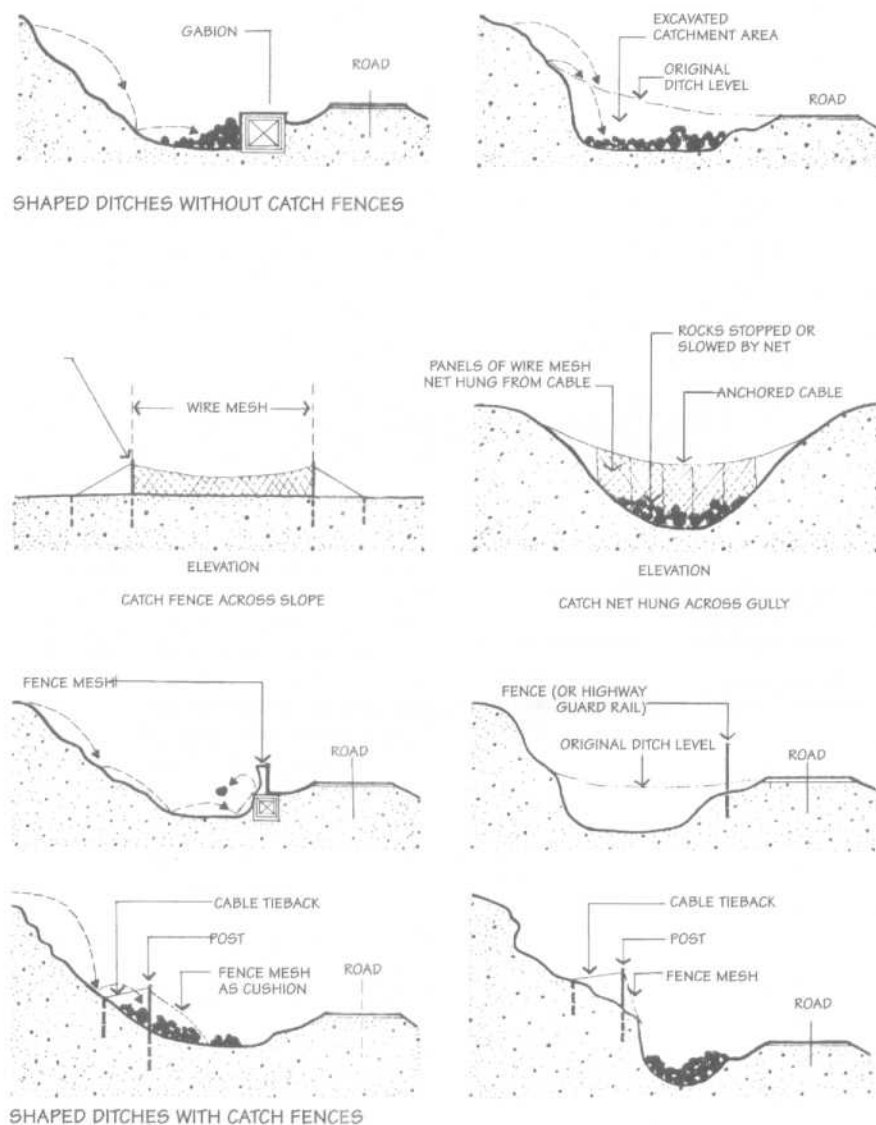 GABION
ROAD
EXCAVATED
CATCHMENT AREA
ORIGINAL
DITCH LEVEL
ROAD
SHAPED DITCHES WITHOUT CATCH FENCES
WIRE MESH
ELEVATION
CATCH FENCE ACROSS SLOPE
ROCKS STOPPED OR
SLOWED BY NET
PANELS OF WIRE MESH
NET HUNG FROM CABLE
ANCHORED CABLE
ELEVATION
CATCH NET HUNG ACROSS GULLY
FENCE MESH
ROAD
FENCE (OR HIGHWAY
GUARD RAIL)
ORIGINAL DITCH LEVEL
ROAD
CABLE TIEBACK
POST
FENCE MESH
AS CUSHION
ROAD
CABLE TIEBACK
POST
FENCE MESH
ROAD
SHAPED DITCHES WITH CATCH FENCES